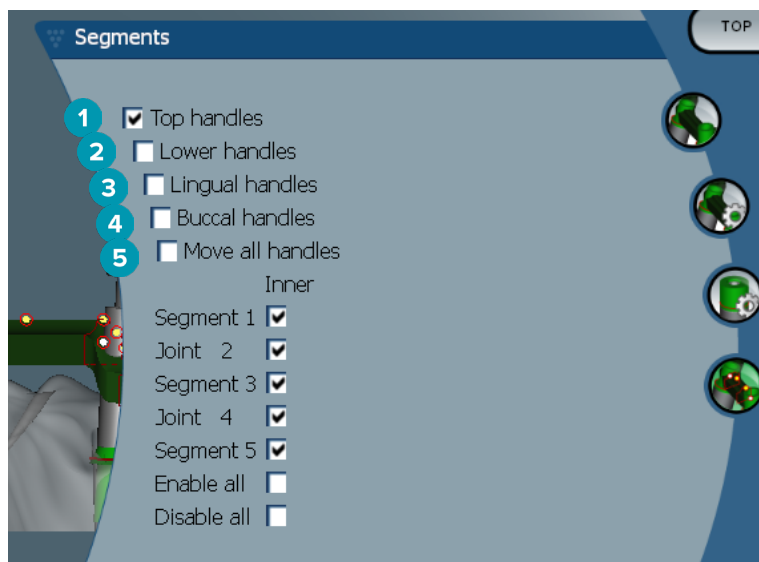 Segments
TOP
1 Top handles
2 Lower handles
3 Lingual handles
4 Buccal handles
5 Move all handles
Inner
Segment 1
Joint 2
Segment 3
Joint 4
Segment 5
Enable all
Disable all